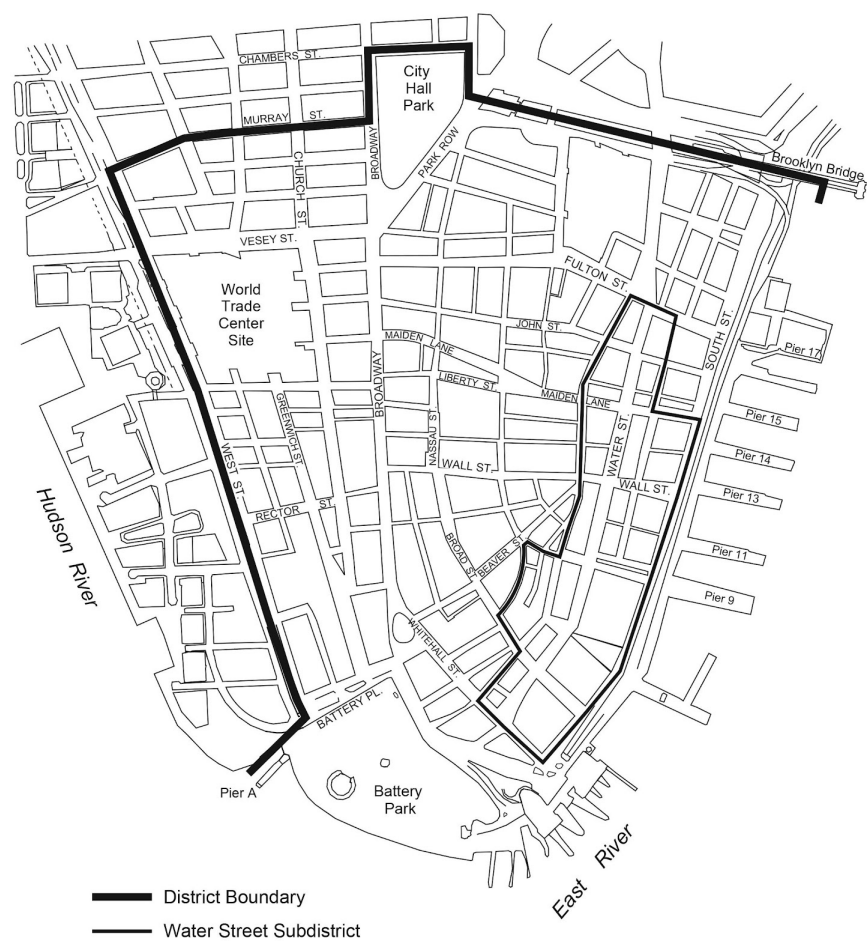 CHAMBERS ST.
City
Hall
Park
MURRAY ST.
BROADWAY
PARK ROW
CHURCH ST.
Brooklyn Bridge
VESEY ST.
FULTON ST.
World
Trade
Center
Site
JOHN ST.
SOUTH ST.
MAIDEN LANE
Pier 17
BROADWAY
LIBERTY ST.
MAIDEN LANE
GREENWICH ST.
NASSAU ST.
WATER ST.
Pier 15
WEST ST.
WALL ST.
Pier 14
WALL ST.
Pier 13
RECTOR ST.
Hudson River
BROAD ST.
BEAVER ST.
Pier 11
Pier 9
WHITEHALL ST.
BATTERY PL.
Pier A
Battery
Park
East River
District Boundary
Water Street Subdistrict